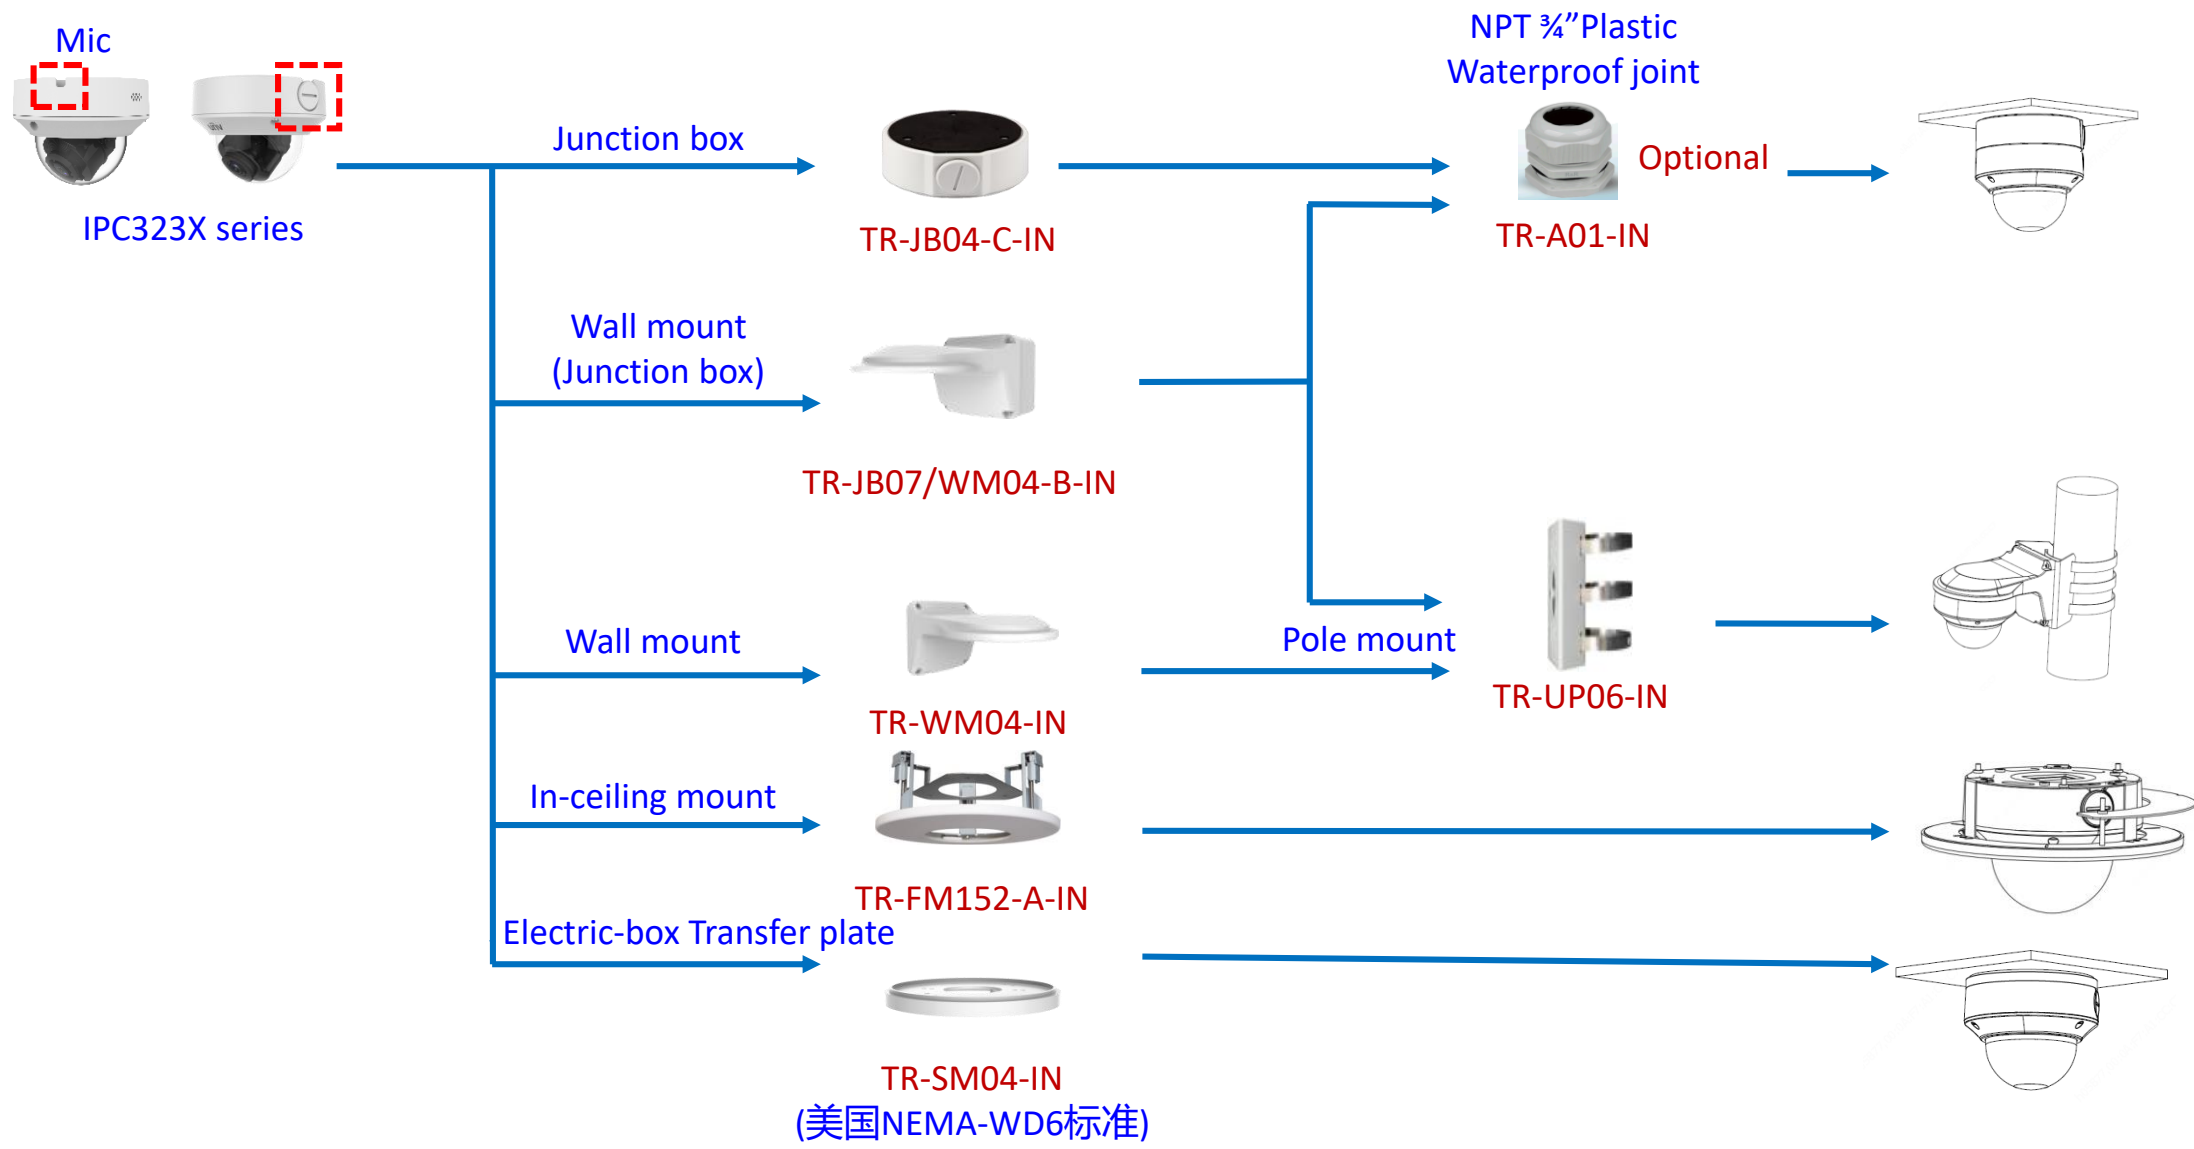 Mic
IPC323X series
Junction box
TR-JB04-C-IN
NPT ¾”Plastic
Waterproof joint
Optional
TR-A01-IN
Wall mount
(Junction box)
TR-JB07/WM04-B-IN
Wall mount
TR-WM04-IN
Pole mount
TR-UP06-IN
In-ceiling mount
TR-FM152-A-IN
Electric-box Transfer plate
TR-SM04-IN
(美国NEMA-WD6标准)